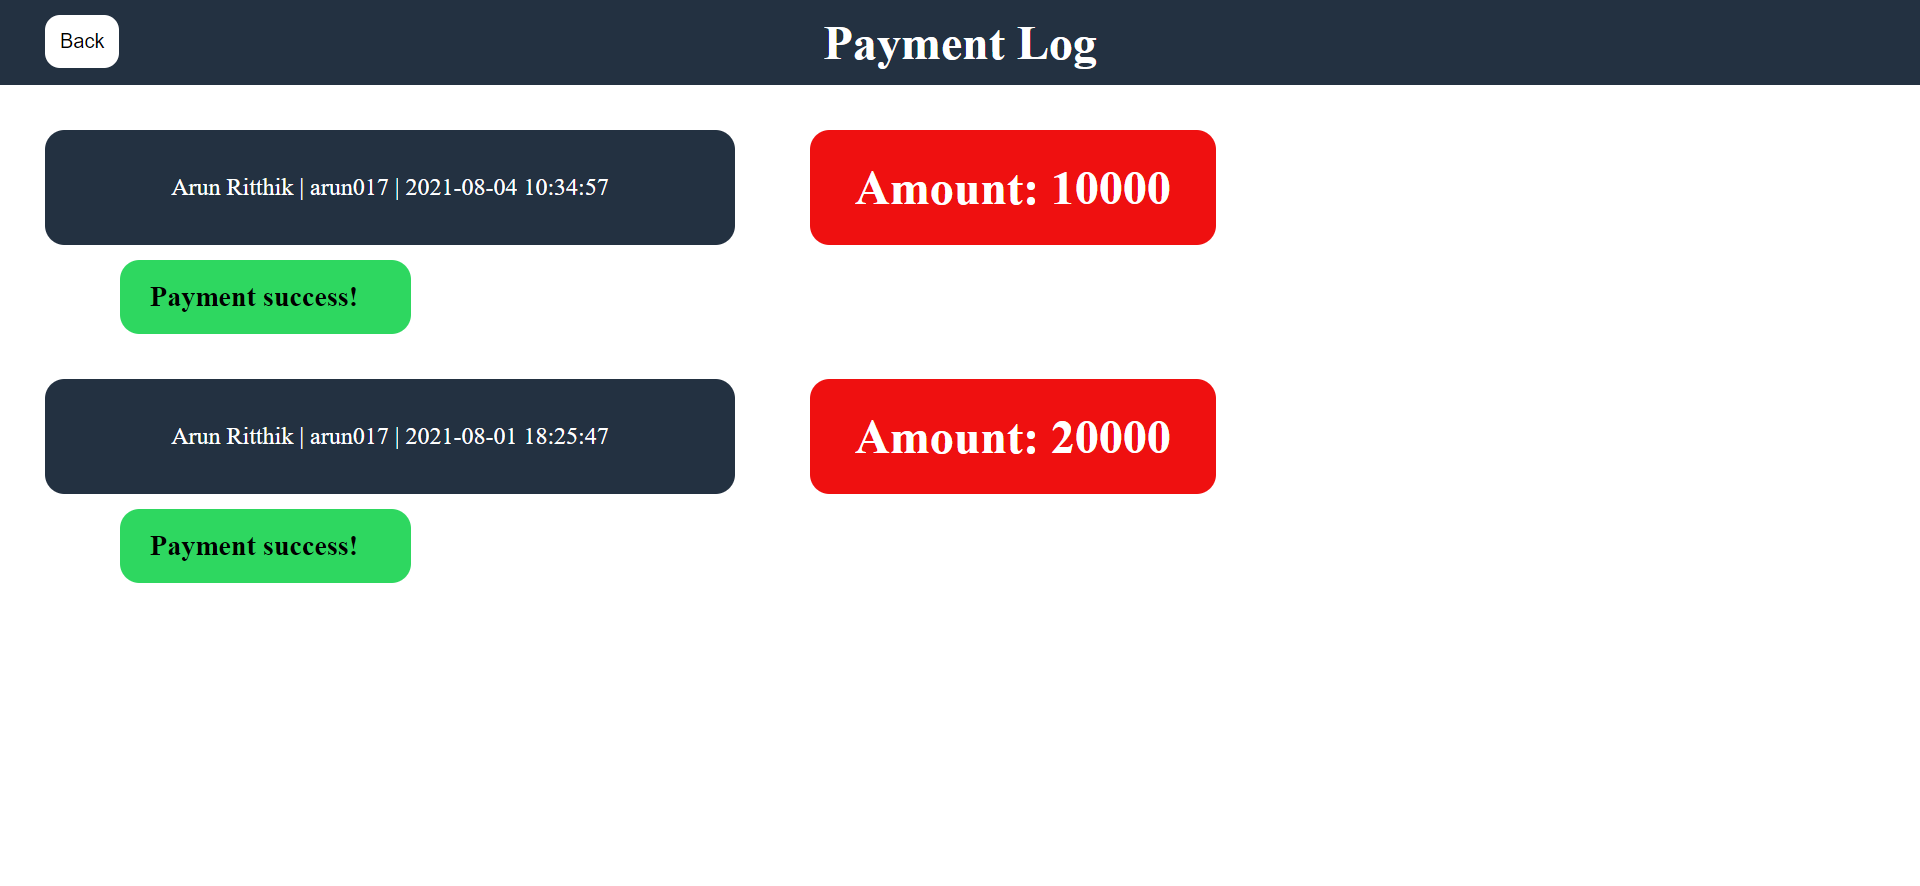 Back
Payment Log
Arun Ritthik | arun017 | 2021-08-04 10:34:57
Amount: 10000
Payment success!
Arun Ritthik | arun017 | 2021-08-01 18:25:47
Amount: 20000
Payment success!